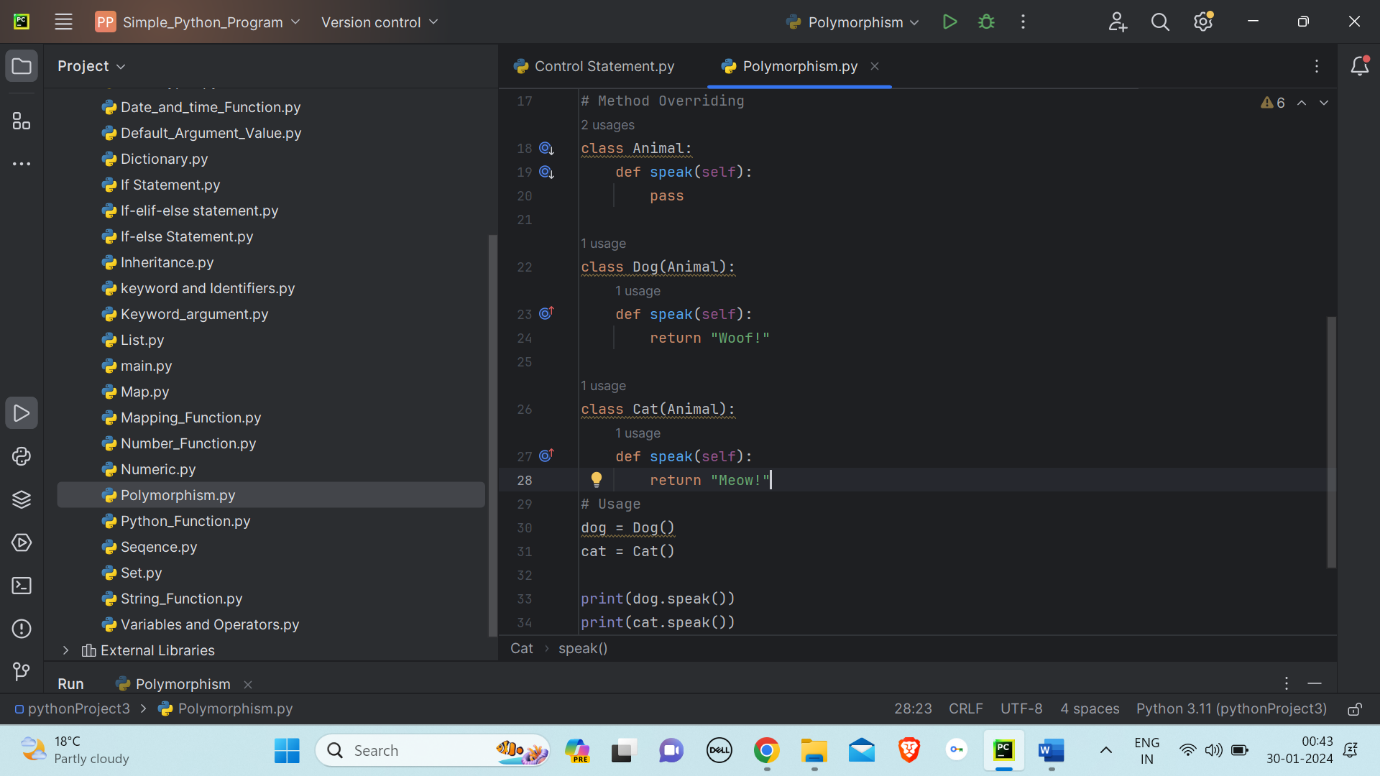 PC
PP Simple_Python_Program
Version control
Polymorphism
Project
Control Statement.py
Polymorphism.py
Date_and_time_Function.py
Default_Argument_Value.py
Dictionary.py
If Statement.py
If-elif-else statement.py
If-else Statement.py
Inheritance.py
keyword and Identifiers.py
Keyword_argument.py
List.py
main.py
Map.py
Mapping_Function.py
Number_Function.py
Numeric.py
Polymorphism.py
Python_Function.py
Seqence.py
Set.py
String_Function.py
Variables and Operators.py
External Libraries
6
17 # Method Overriding
2 usages
18 class Animal:
19 def speak(self):
20 pass
21
1 usage
22 class Dog(Animal):
1 usage
23 def speak(self):
24 return "Woof!"
25
1 usage
26 class Cat(Animal):
1 usage
27 def speak(self):
28 return "Meow!"
29 # Usage
30 dog = Dog()
31 cat = Cat()
32
33 print(dog.speak())
34 print(cat.speak())
Cat › speak()
Run Polymorphism
pythonProject3 › Polymorphism.py
28:23 CRLF UTF-8 4 spaces Python 3.11 (pythonProject3)
18°C
Partly cloudy
Search
PRE
DELL
PC
W
ENG
IN
00:43
30-01-2024